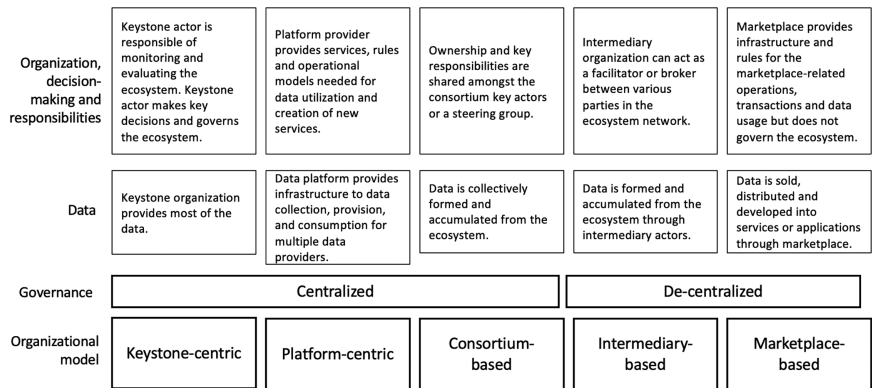 Organization,
decision-
making and
responsibilities
Keystone actor is
responsible of
monitoring and
evaluating the
ecosystem. Keystone
actor makes key
decisions and governs
the ecosystem.
Platform provider
provides services, rules
and operational
models needed for
data utilization and
creation of new
services.
Ownership and key
responsibilities are
shared amongst the
consortium key actors
or a steering group.
Intermediary
organization can act as
a facilitator or broker
between various
parties in the
ecosystem network.
Marketplace provides
infrastructure and
rules for the
marketplace-related
operations,
transactions and data
usage but does not
govern the ecosystem.
Data
Keystone organization
provides most of the
data.
Data platform provides
infrastructure to data
collection, provision,
and consumption for
multiple data
providers.
Data is collectively
formed and
accumulated from the
ecosystem.
Data is formed and
accumulated from the
ecosystem through
intermediary actors.
Data is sold,
distributed and
developed into
services or applications
through marketplace.
Governance
Centralized
De-centralized
Organizational
model
Keystone-centric
Platform-centric
Consortium-
based
Intermediary-
based
Marketplace-
based